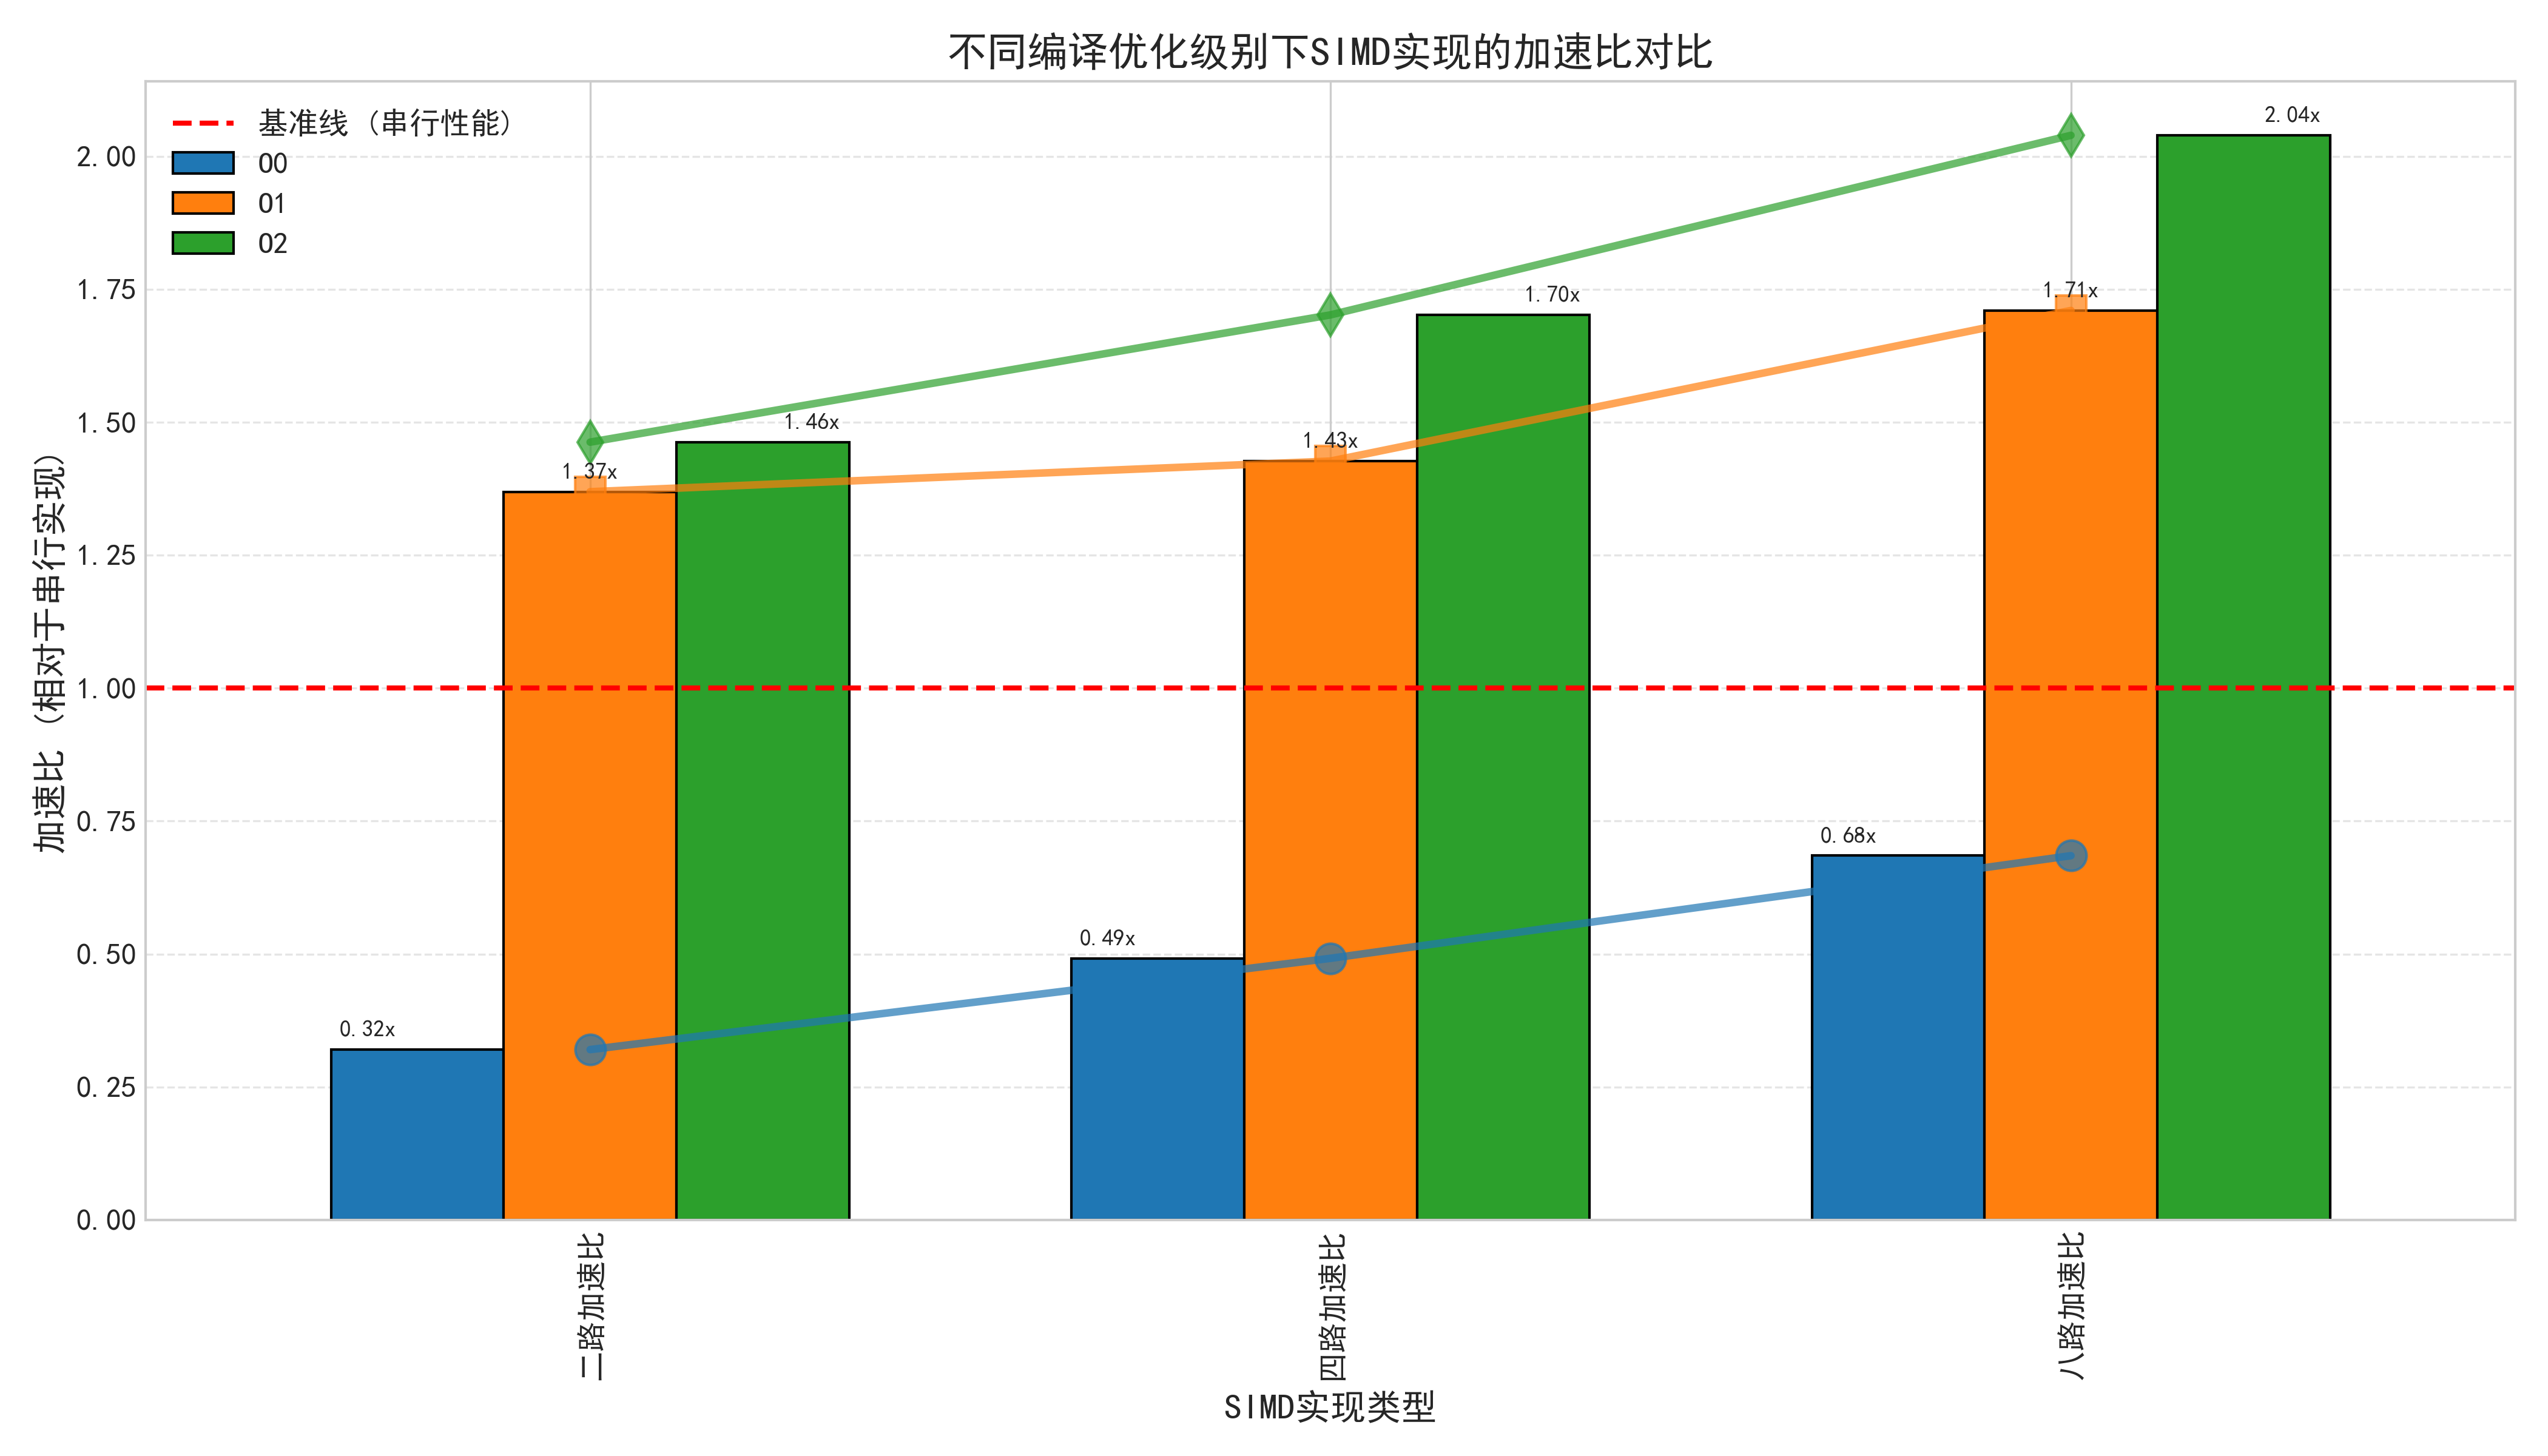 不同编译优化级别下SIMD实现的加速比对比
基准线 (串行性能)
O0
O1
O2
加速比 (相对于串行实现)
2.00
1.75
1.50
1.25
1.00
0.75
0.50
0.25
0.00
0.32x
1.37x
1.46x
0.49x
1.43x
1.70x
0.68x
1.71x
2.04x
二路加速比
四路加速比
八路加速比
SIMD实现类型